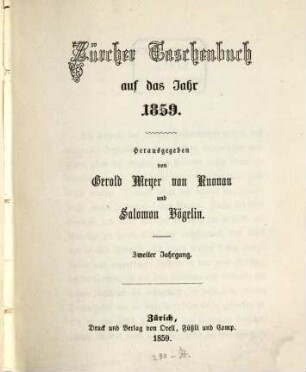 Zürcher Taschenbuch
auf das Jahr
1859.
Herausgegeben
von
Gerold Meyer von Knonau
und
Salomon Vögelin.
Zweiter Jahrgang.
Zürich,
Druck und Verlag von Orell, Füßli und Comp.
1859.